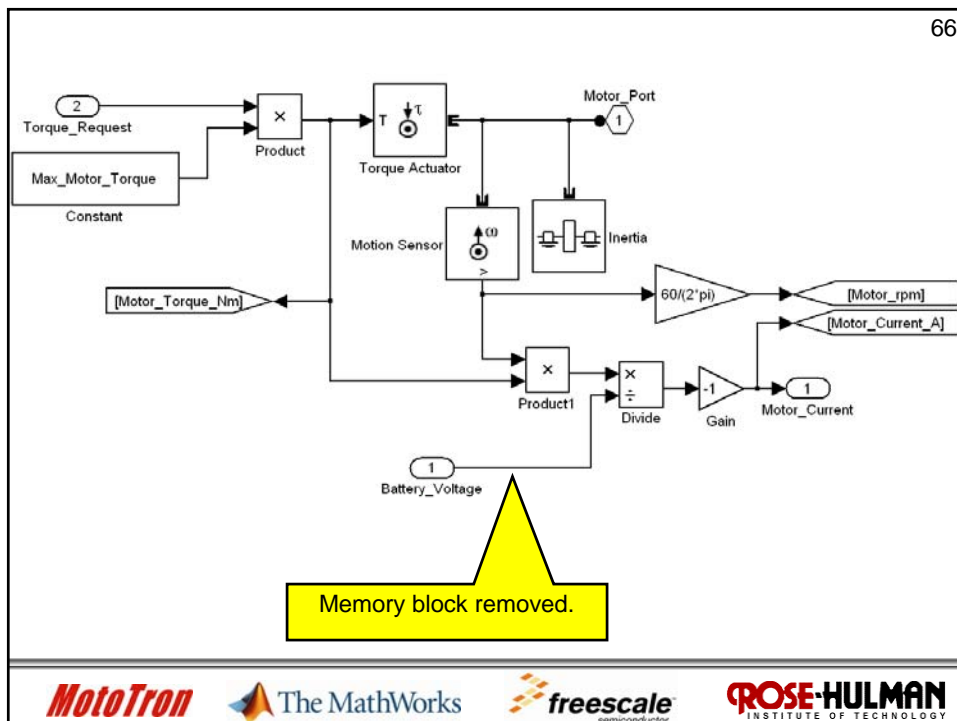 66
2
Torque_Request
×
Product
Max_Motor_Torque
Constant
T
τ
Torque Actuator
Motor_Port
1
Motion Sensor
ω
>
Inertia
[Motor_Torque_Nm]
60/(2*pi)
[Motor_rpm]
[Motor_Current_A]
×
Product1
×
÷
Divide
-1
Gain
1
Motor_Current
1
Battery_Voltage
Memory block removed.
MotoTron
The MathWorks
freescale™
semiconductor
ROSE-HULMAN
INSTITUTE OF TECHNOLOGY